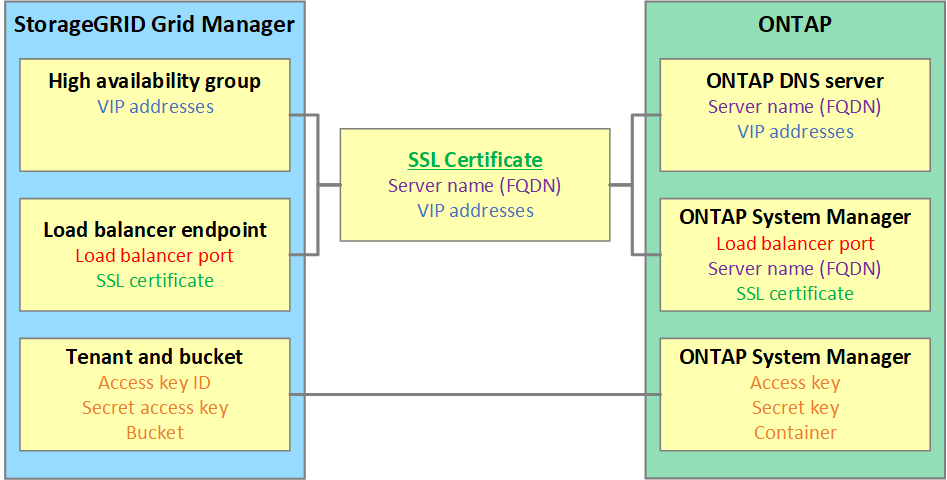 StorageGRID Grid Manager
High availability group
VIP addresses
Load balancer endpoint
Load balancer port
SSL certificate
Tenant and bucket
Access key ID
Secret access key
Bucket
SSL Certificate
Server name (FQDN)
VIP addresses
ONTAP
ONTAP DNS server
Server name (FQDN)
VIP addresses
ONTAP System Manager
Load balancer port
Server name (FQDN)
SSL certificate
ONTAP System Manager
Access key
Secret key
Container